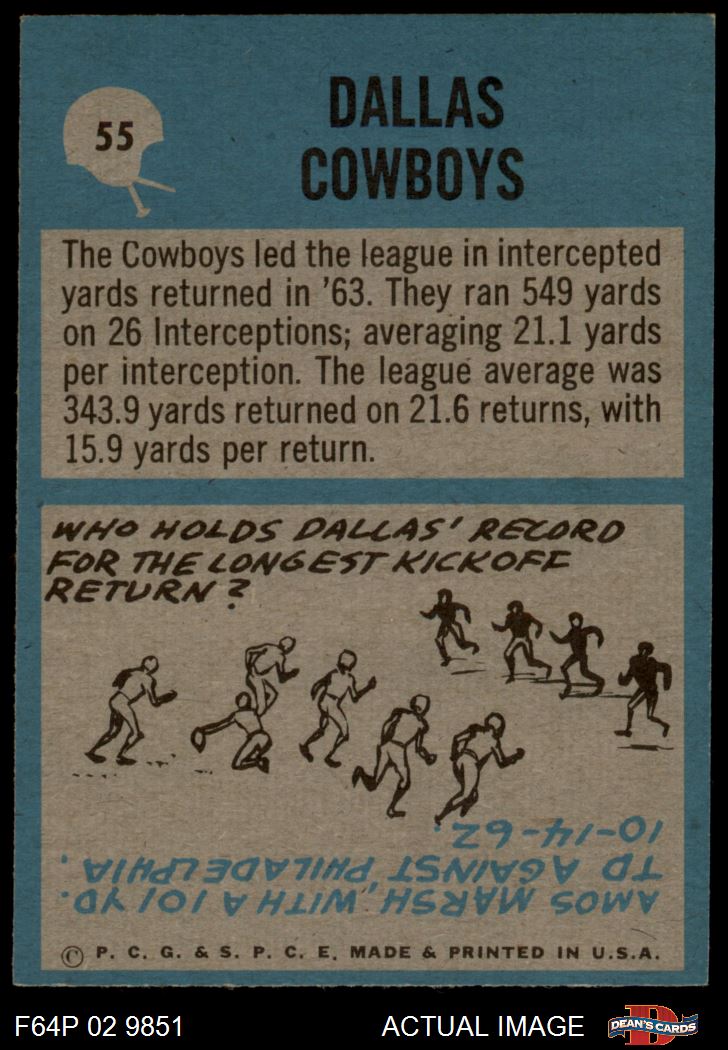 55
DALLAS
COWBOYS
The Cowboys led the league in intercepted
yards returned in '63. They ran 549 yards
on 26 Interceptions; averaging 21.1 yards
per interception. The league average was
343.9 yards returned on 21.6 returns, with
15.9 yards per return.
WHO HOLDS DALLAS' RECORD
FOR THE LONGEST KICKOFF
RETURN?
AMOS MARSH, WITH A 101 YD.
TD AGAINST PHILADELPHIA,
10-14-62.
© P. C. G. & S. P. C. E. MADE & PRINTED IN U.S.A.
F64P 02 9851
ACTUAL IMAGE
D
DEAN'S CARDS